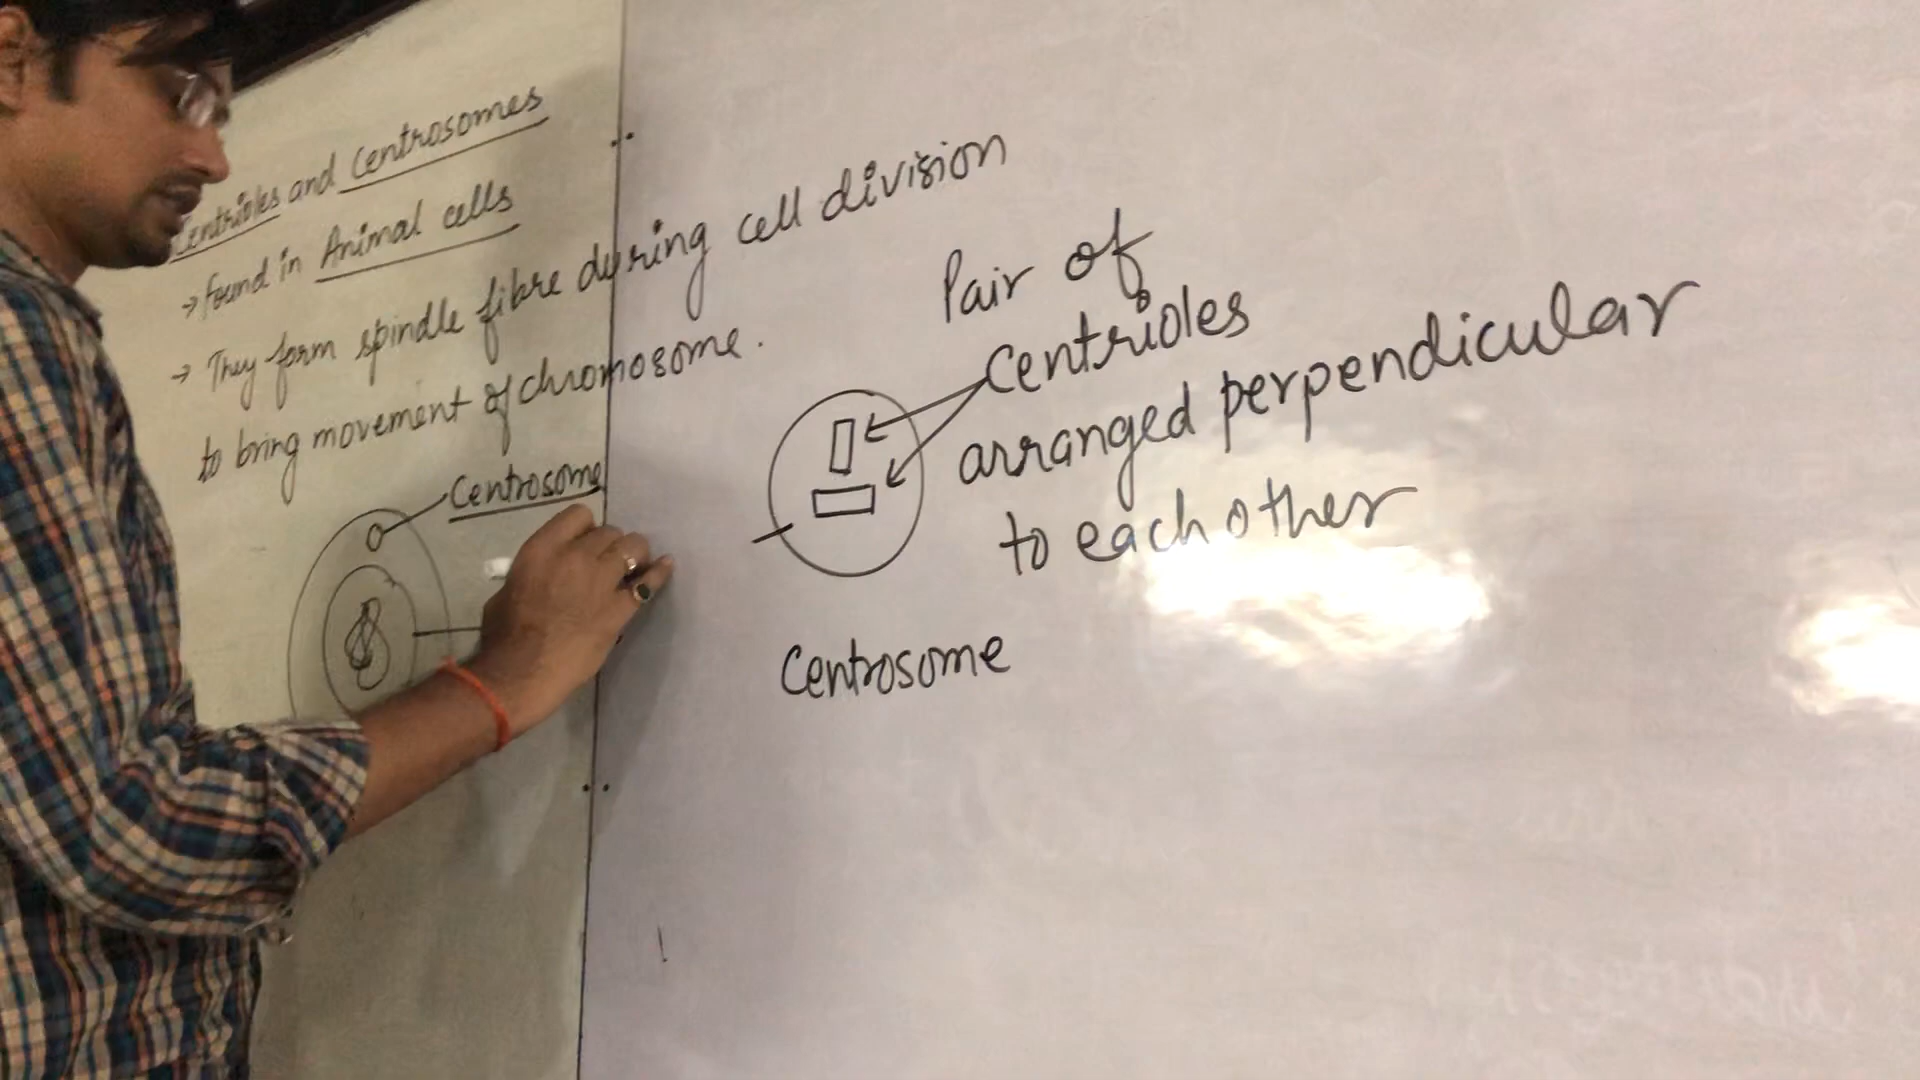 Centrioles and Centrosomes
→ found in Animal cells
→ They form spindle fibre during cell division
to bring movement of chromosome.
Centrosome
Pair of
Centrioles
arranged perpendicular
to each other
Centrosome